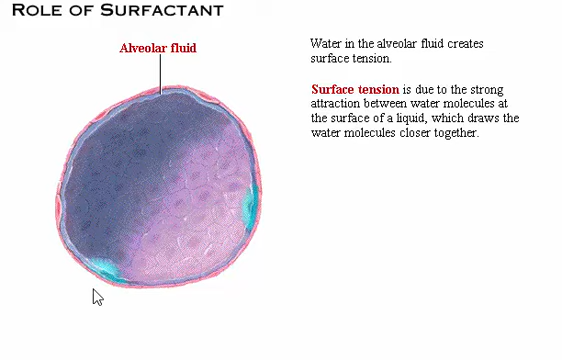 ROLE OF SURFACTANT
Alveolar fluid
Water in the alveolar fluid creates
surface tension.
Surface tension is due to the strong
attraction between water molecules at
the surface of a liquid, which draws the
water molecules closer together.